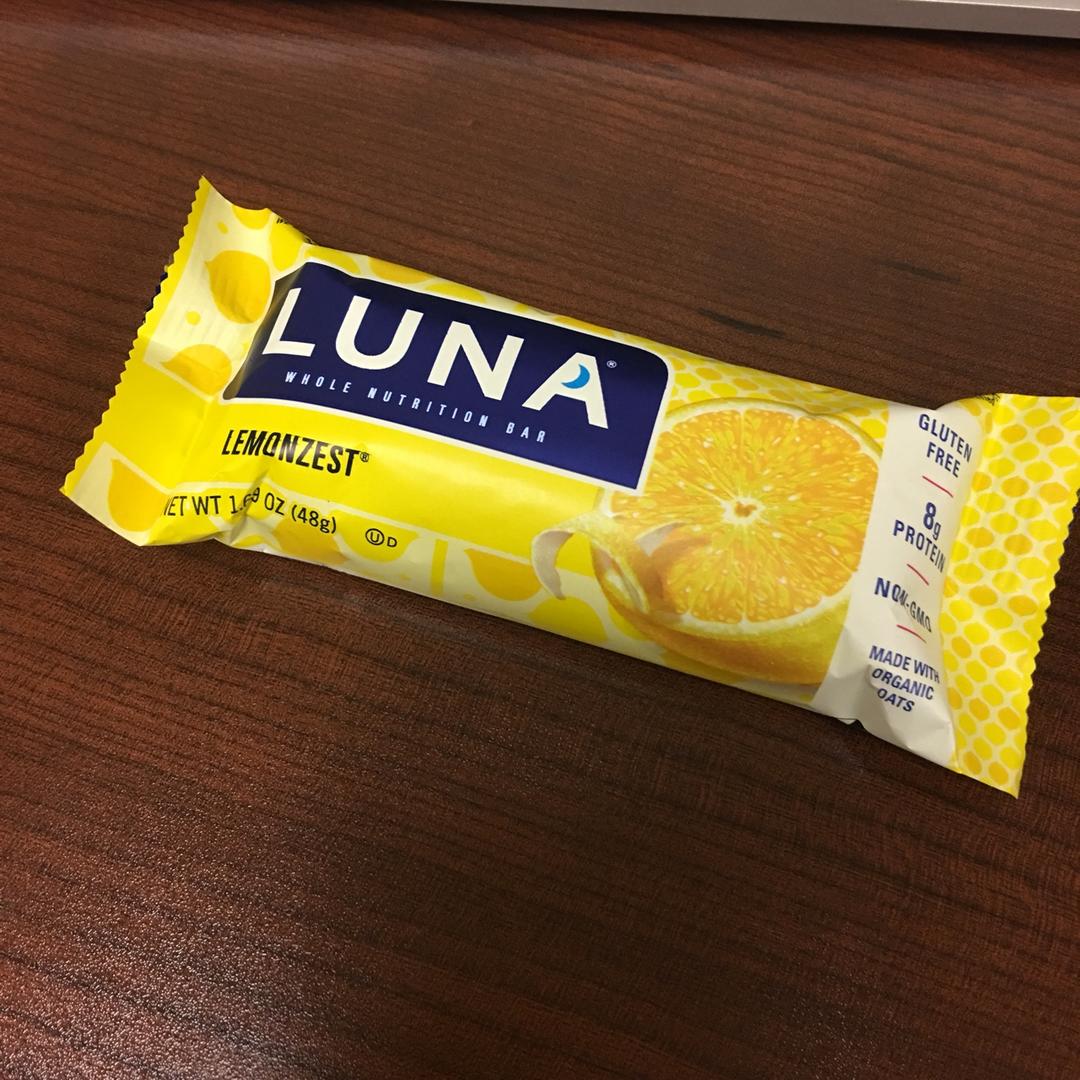 LUNA®
WHOLE NUTRITION BAR
LEMONZEST®
NET WT 1.69 OZ (48g)
U D
GLUTEN
FREE
8g
PROTEIN
NON-GMO
MADE WITH
ORGANIC
OATS